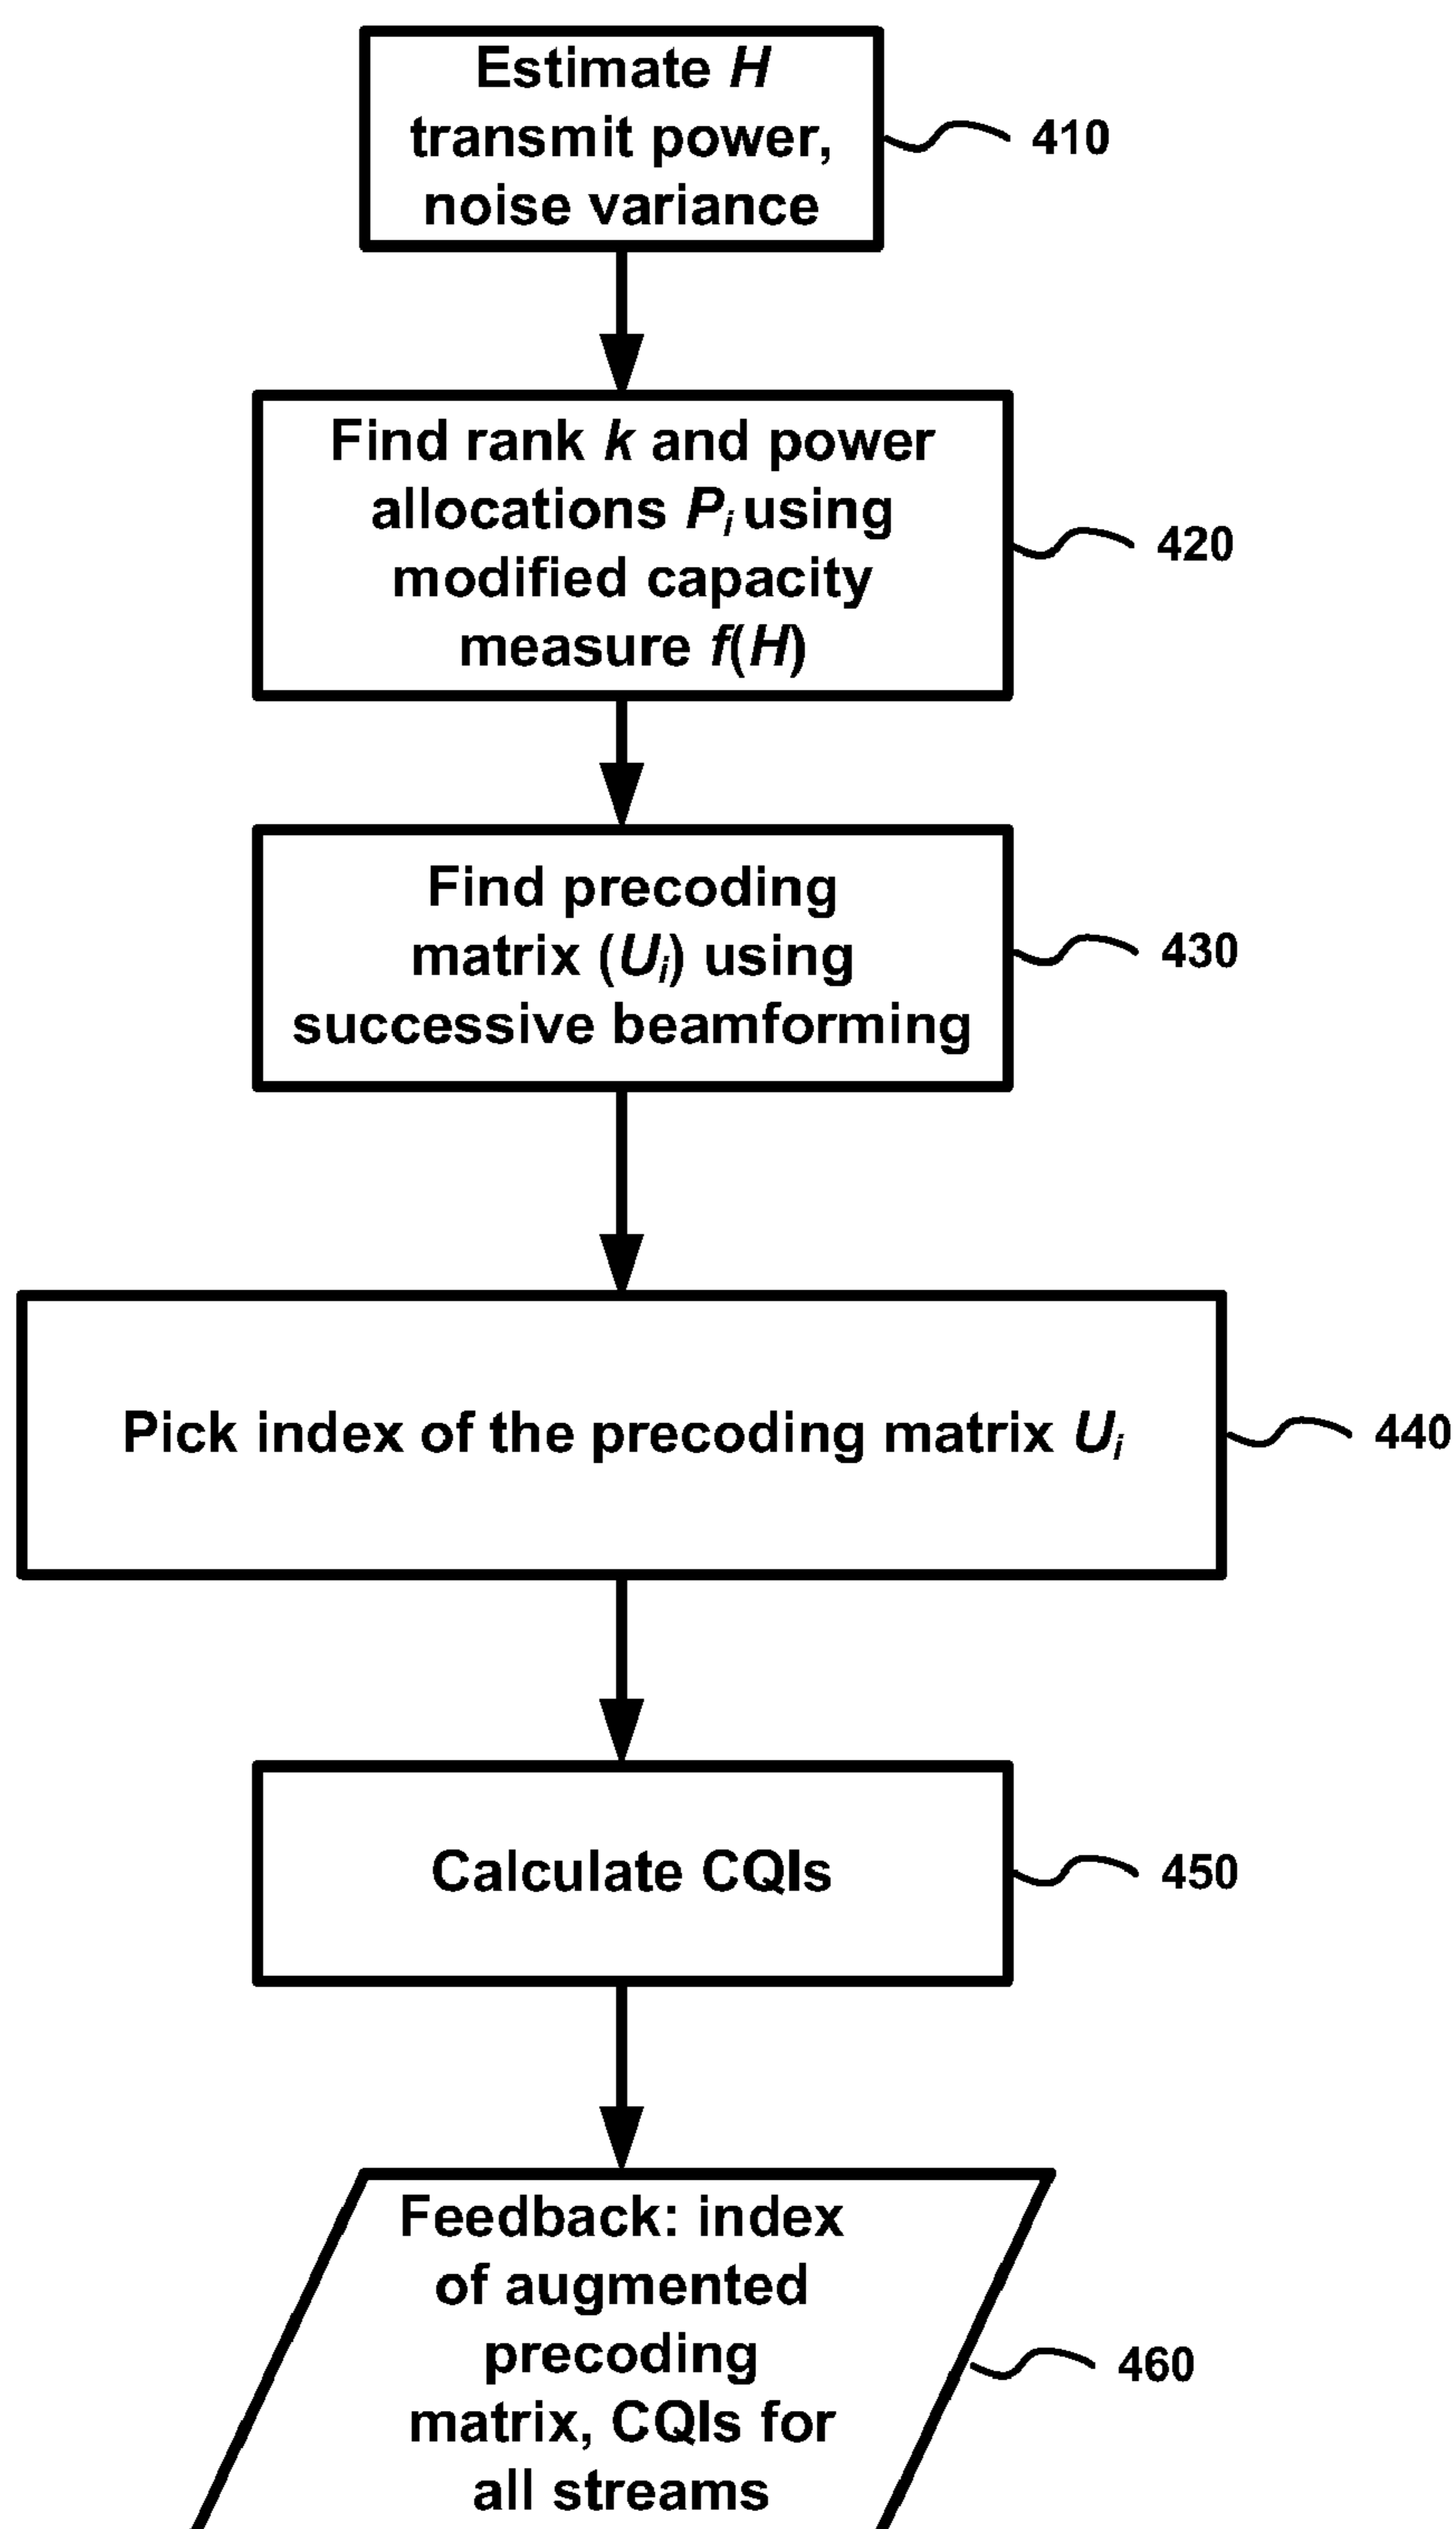 Estimate H
transmit power,
noise variance
410
Find rank k and power
allocations Pi using
modified capacity
measure f(H)
420
Find precoding
matrix (Ui) using
successive beamforming
430
Pick index of the precoding matrix Ui
440
Calculate CQIs
450
Feedback: index
of augmented
precoding
matrix, CQIs for
all streams
460